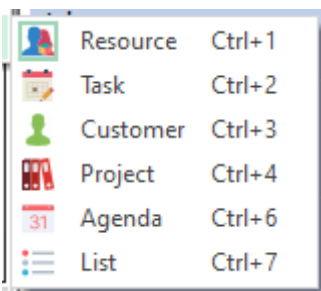 Resource Ctrl+1
Task Ctrl+2
Customer Ctrl+3
Project Ctrl+4
31 Agenda Ctrl+6
List Ctrl+7